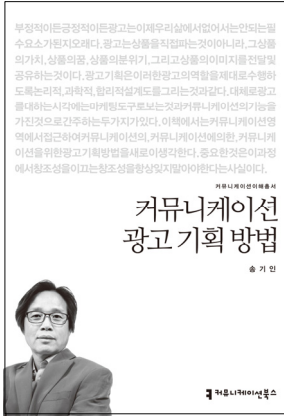 부정적이든긍정적이든광고는이제우리삶에서없어서는안되는필
수요소가된지오래다. 광고는상품을직접파는것이아니라, 그상품
의가치, 상품의꿈, 상품의분위기, 그리고상품의이미지를전달및
공유하는것이다. 광고기획은이러한광고의역할을제대로수행하
도록논리적, 과학적, 합리적설계도를그리는것과같다. 대체로광고
를대하는시각에는마케팅도구로보는것과커뮤니케이션의기능을
가진것으로간주하는두가지가있다. 이책에서는커뮤니케이션영
역에서접근하여커뮤니케이션의, 커뮤니케이션에의한, 커뮤니케
이션을위한광고기획방법을새로이생각한다. 중요한것은이과정
에서창조성을이끄는창조성을항상잊지말아야한다는사실이다.
커뮤니케이션이해총서
커뮤니케이션
광고 기획 방법
송기인
커뮤니케이션북스